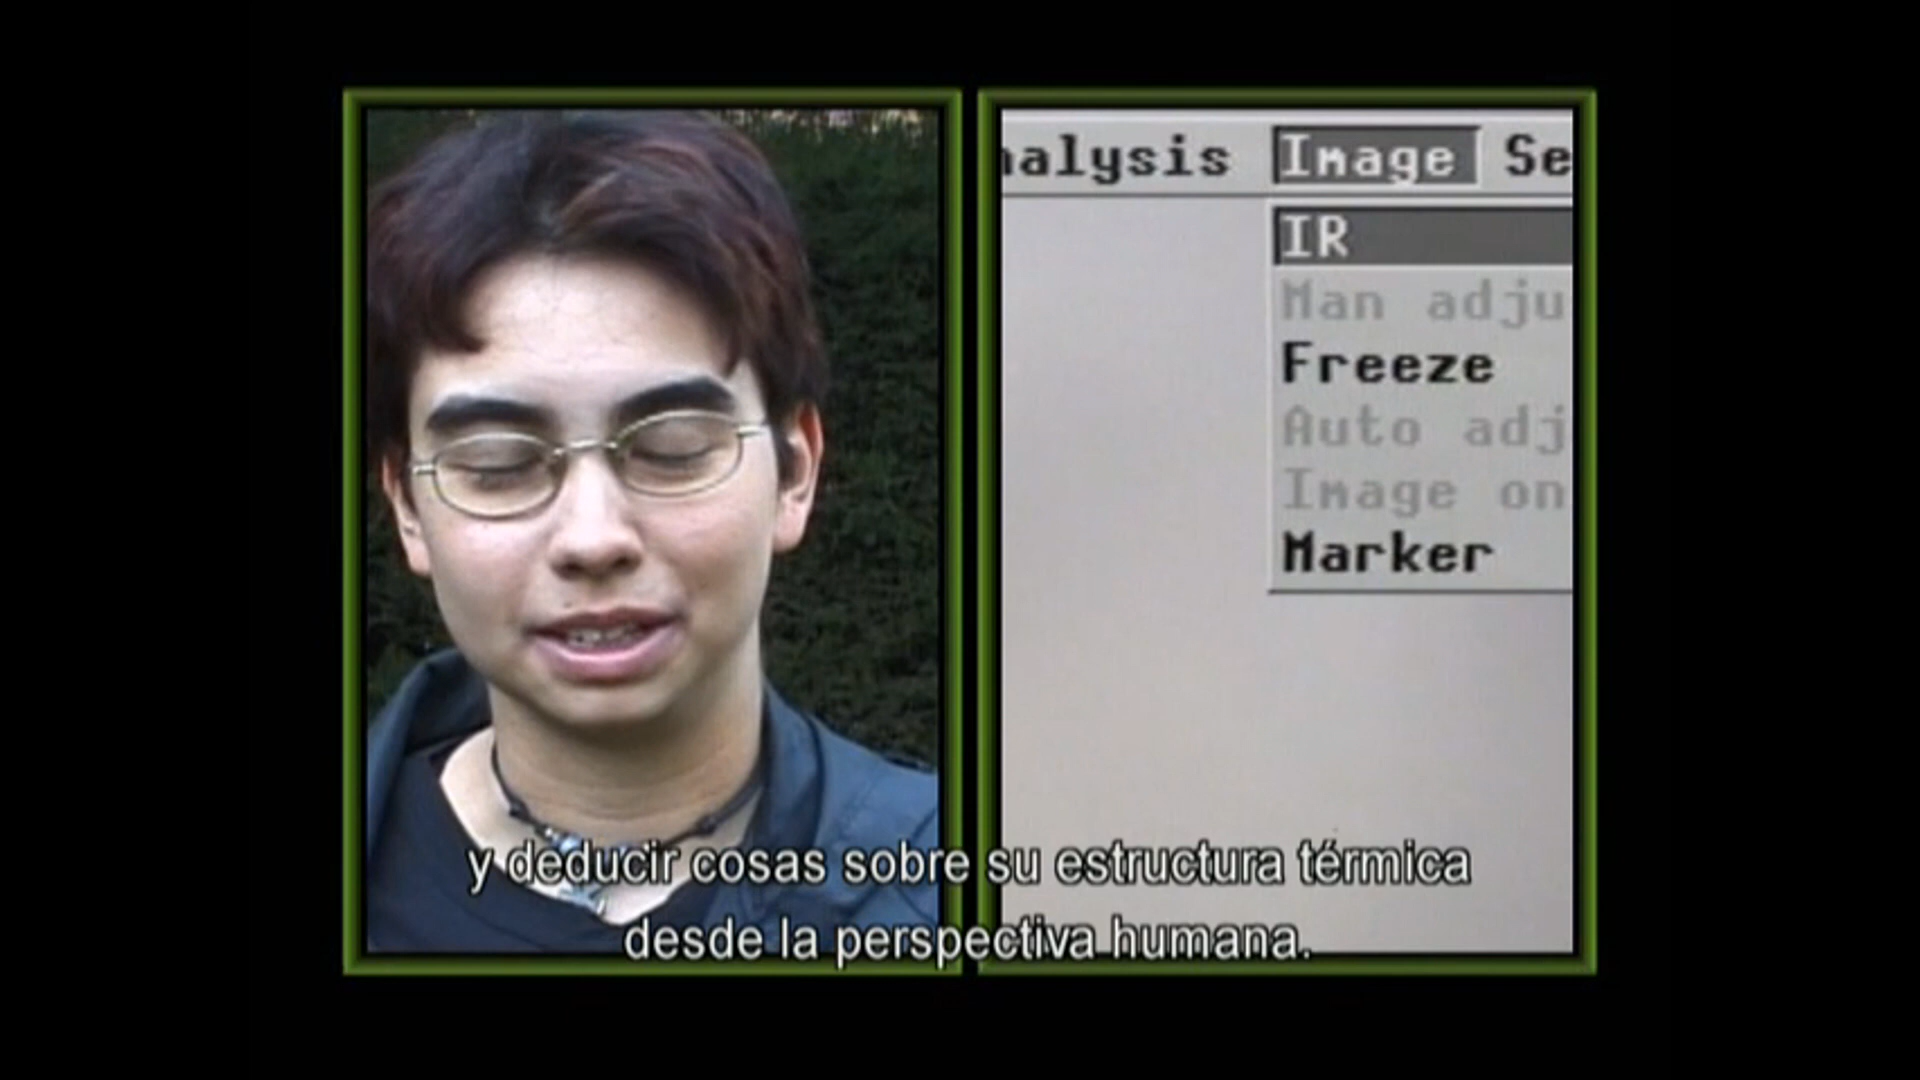 nalysis Image Se
IR
Man adju
Freeze
Auto adj
Image on
Marker
y deducir cosas sobre su estructura térmica
desde la perspectiva humana.